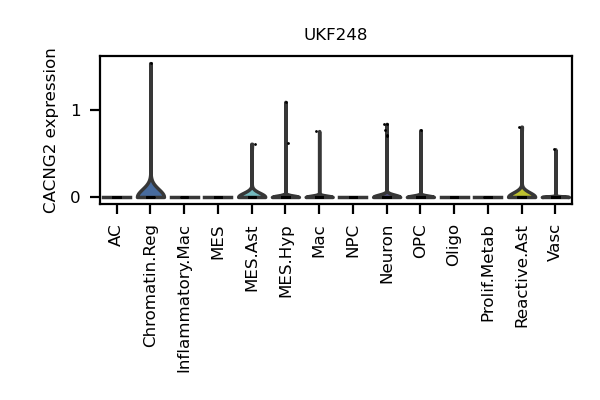 UKF248
CACNG2 expression
1
0
AC
Chromatin.Reg
Inflammatory.Mac
MES
MES.Ast
MES.Hyp
Mac
NPC
Neuron
OPC
Oligo
Prolif.Metab
Reactive.Ast
Vasc